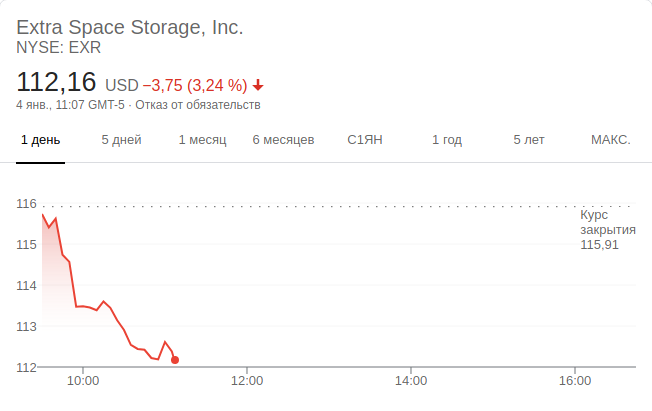 Extra Space Storage, Inc.
NYSE: EXR
112,16 USD −3,75 (3,24 %)
4 янв., 11:07 GMT-5 · Отказ от обязательств
1 день 5 дней 1 месяц 6 месяцев С1ЯН 1 год 5 лет МАКС.
116
Курс
закрытия
115,91
115
114
113
112
10:00 12:00 14:00 16:00